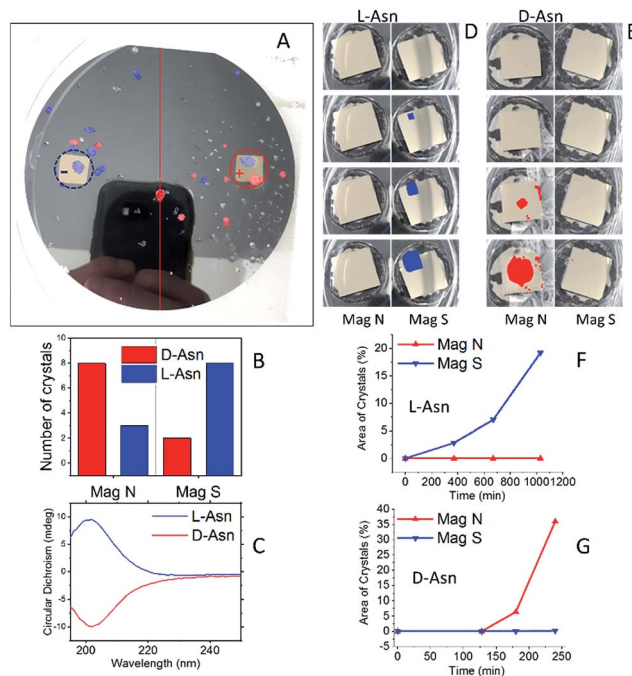 A
-
+
L-Asn
D-Asn
D
E
Mag N
Mag S
Mag N
Mag S
B
Number of crystals
8
6
4
2
0
D-Asn
L-Asn
Mag N
Mag S
C
Circular Dichroism (mdeg)
10
5
0
-5
-10
L-Asn
D-Asn
200
220
240
Wavelength (nm)
F
Area of Crystals (%)
25
20
15
10
5
0
Mag N
Mag S
L-Asn
0
200
400
600
800
1000
1200
Time (min)
G
Area of Crystals (%)
50
45
40
35
30
25
20
15
10
5
0
Mag N
Mag S
D-Asn
0
50
100
150
200
250
Time (min)